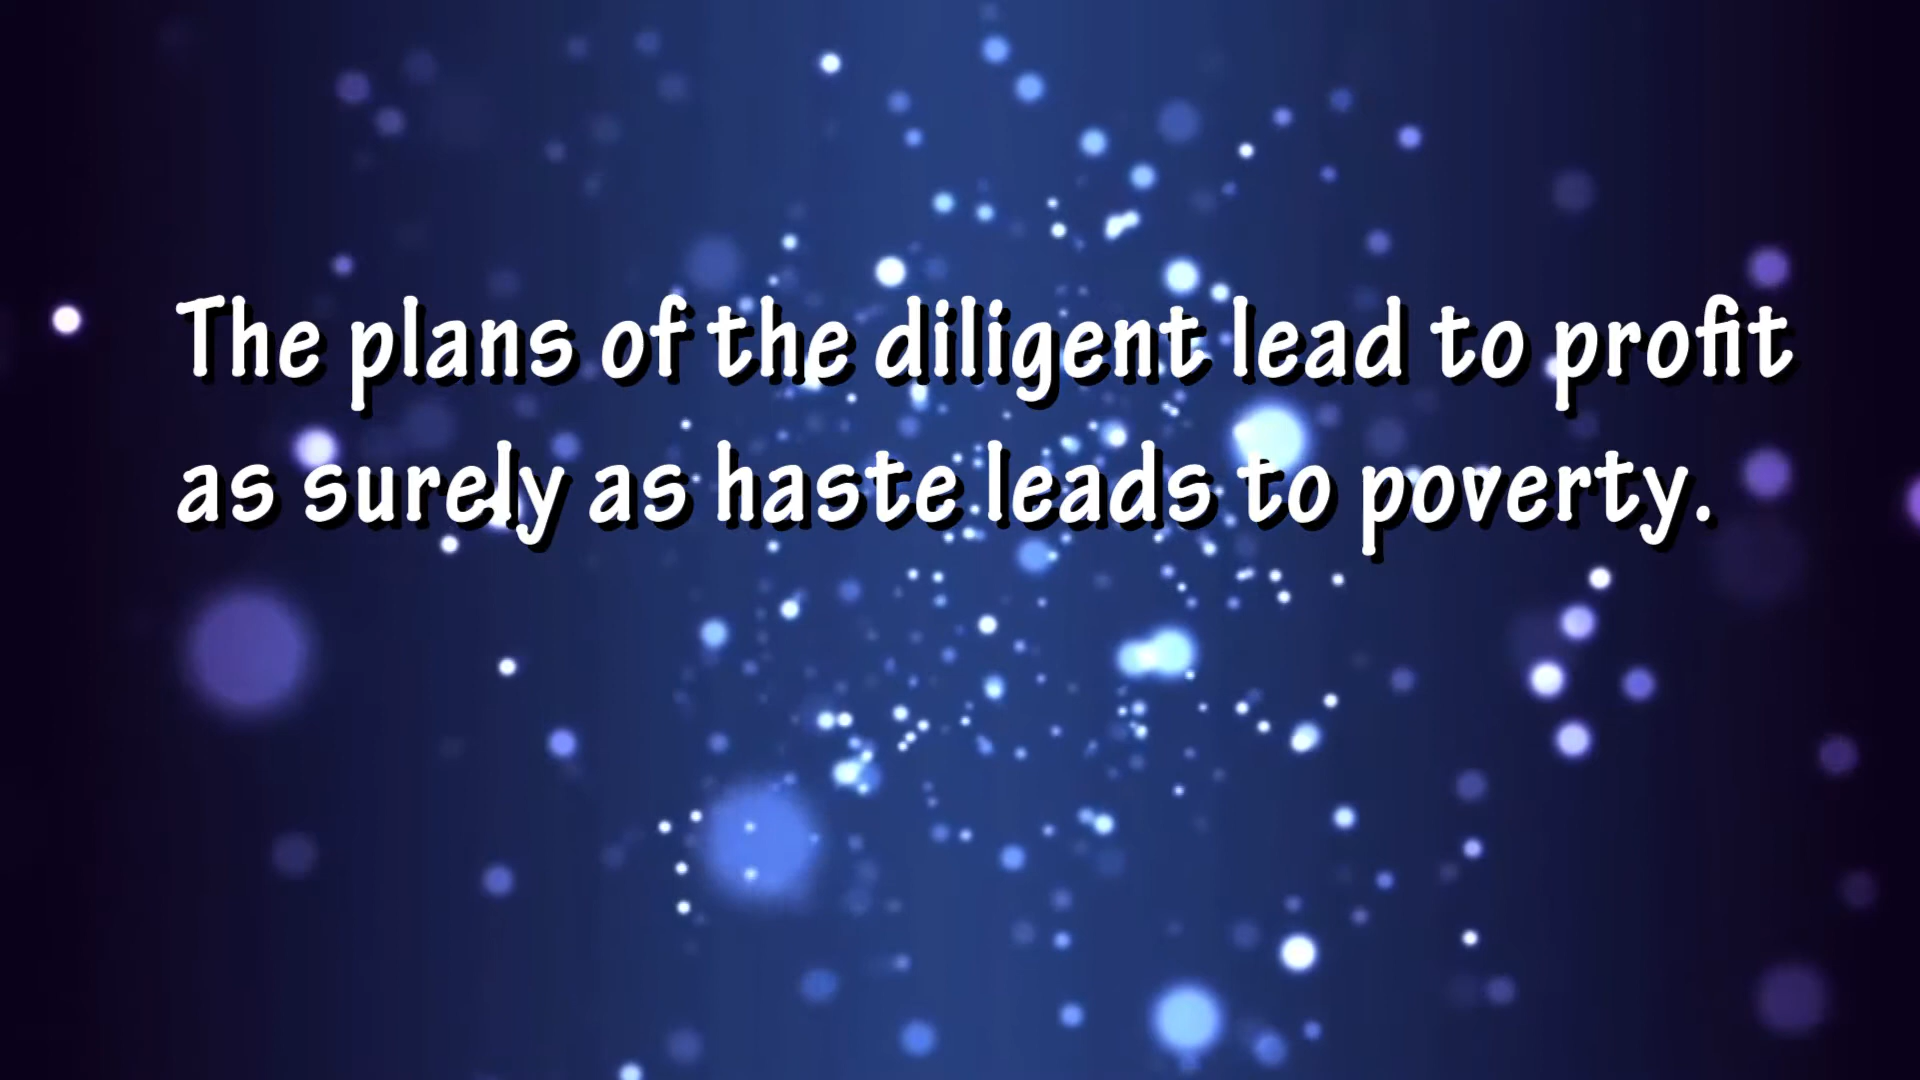 The plans of the diligent lead to profit
as surely as haste leads to poverty.